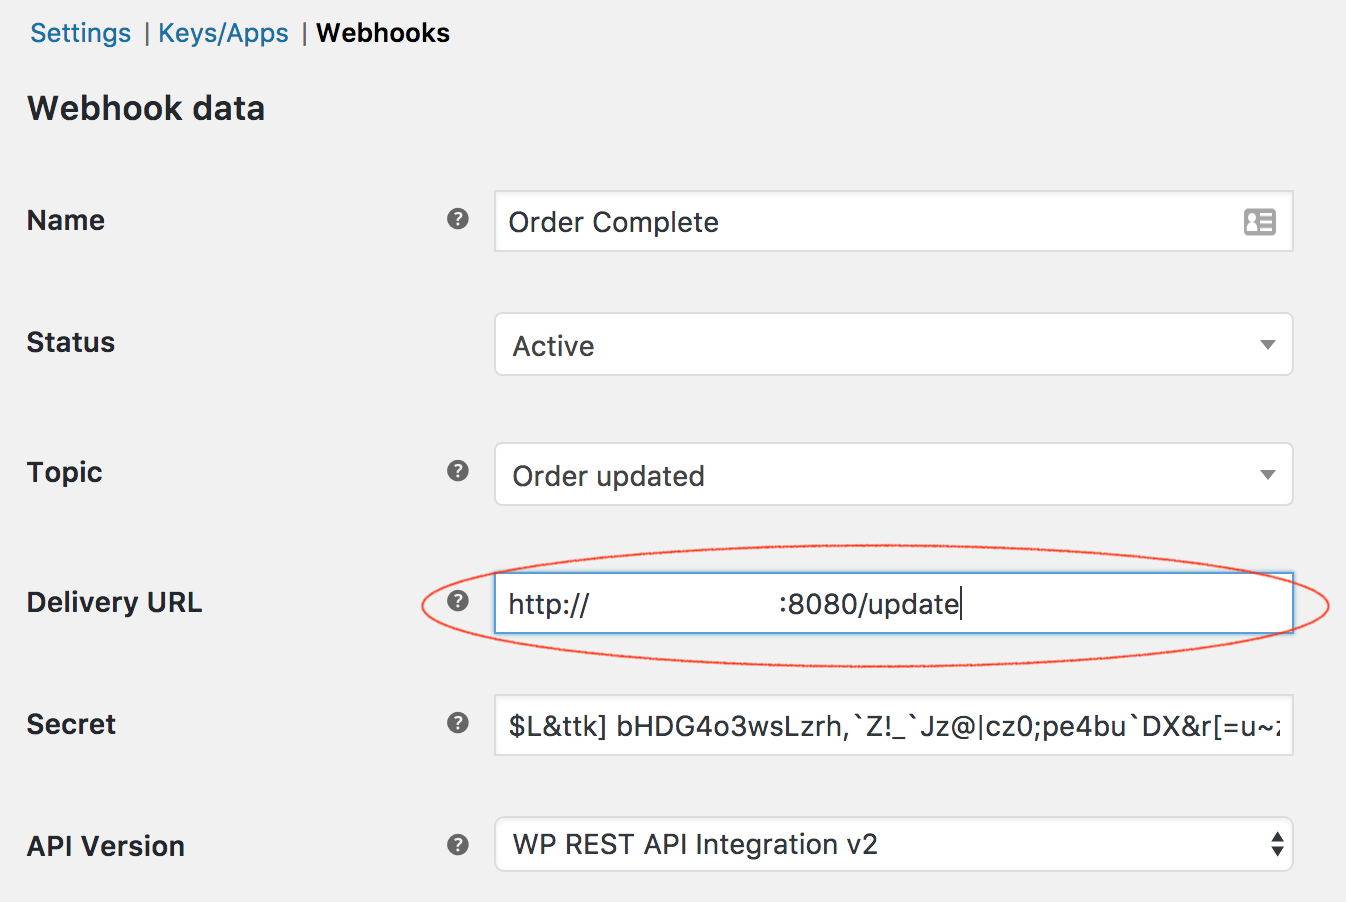 Settings | Keys/Apps | Webhooks
Webhook data
Name ? Order Complete
Status Active
Topic ? Order updated
Delivery URL ? http:// :8080/update
Secret ? $L&ttk] bHDG4o3wsLzrh,`Z!_`Jz@|cz0;pe4bu`DX&r[=u~z
API Version ? WP REST API Integration v2